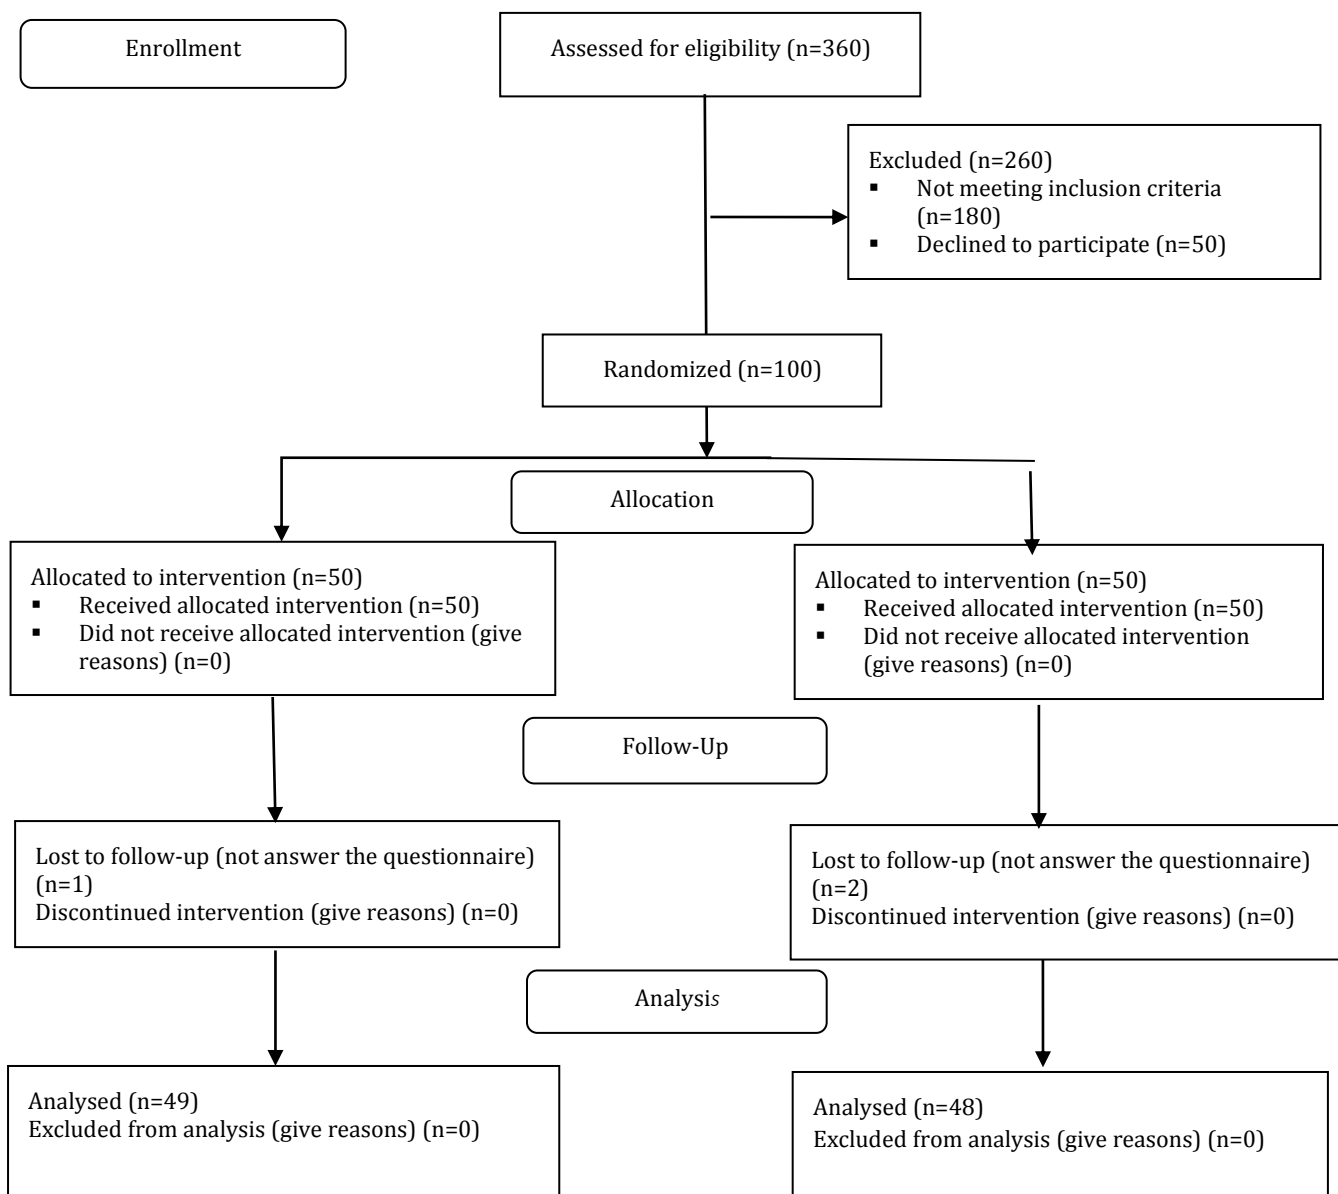 Enrollment
Assessed for eligibility (n=360)
Excluded (n=260)
▪ Not meeting inclusion criteria
(n=180)
▪ Declined to participate (n=50)
Randomized (n=100)
Allocation
Allocated to intervention (n=50)
▪ Received allocated intervention (n=50)
▪ Did not receive allocated intervention (give
reasons) (n=0)
Allocated to intervention (n=50)
▪ Received allocated intervention (n=50)
▪ Did not receive allocated intervention
(give reasons) (n=0)
Follow-Up
Lost to follow-up (not answer the questionnaire)
(n=1)
Discontinued intervention (give reasons) (n=0)
Lost to follow-up (not answer the questionnaire)
(n=2)
Discontinued intervention (give reasons) (n=0)
Analysis
Analysed (n=49)
Excluded from analysis (give reasons) (n=0)
Analysed (n=48)
Excluded from analysis (give reasons) (n=0)